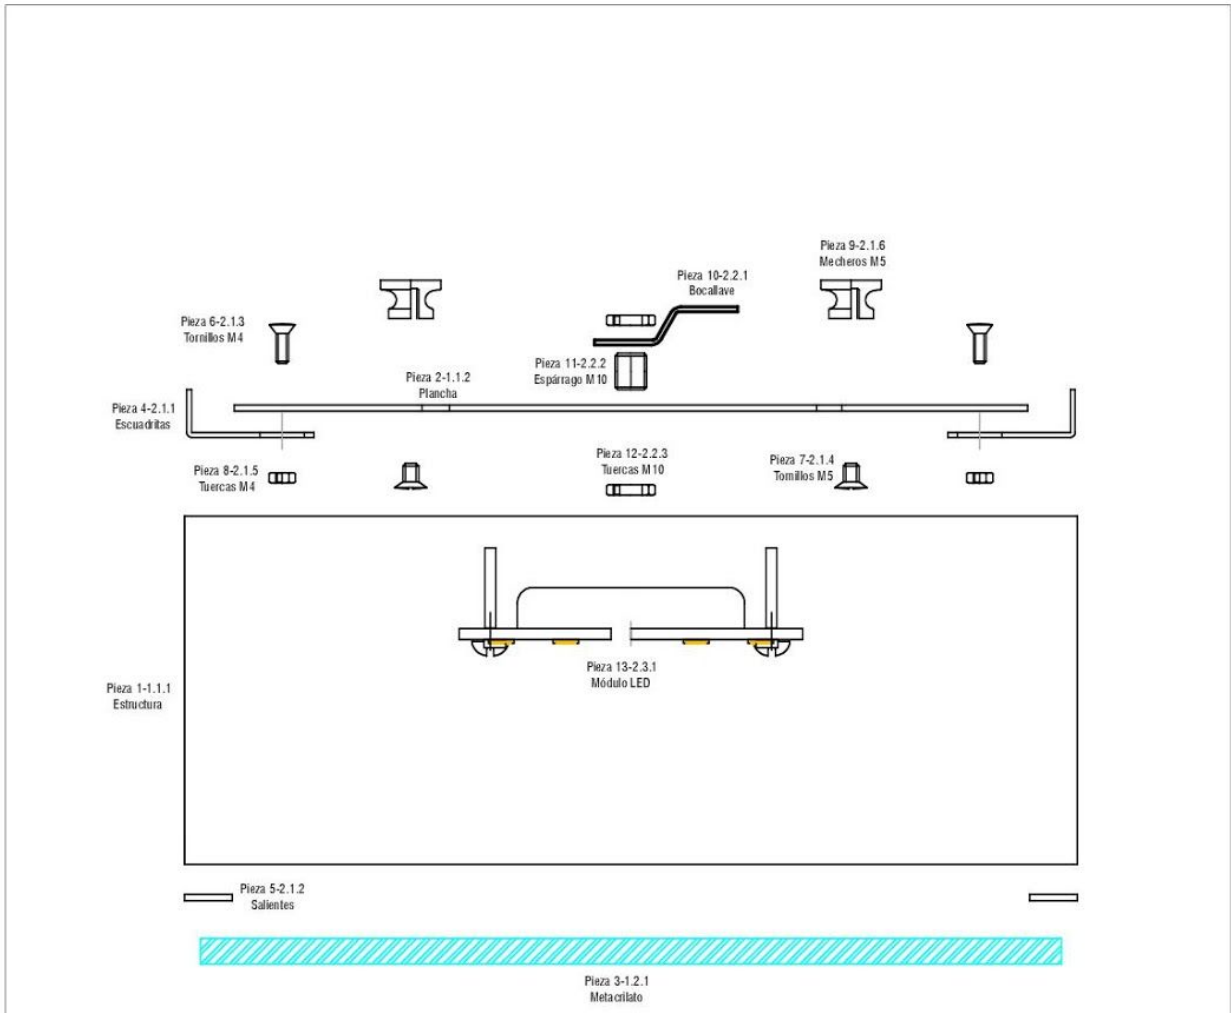 Pieza 9-2.1.6
Mecheros M5
Pieza 10-2.2.1
Bocallave
Pieza 6-2.1.3
Tornillos M4
Pieza 11-2.2.2
Espárrago M10
Pieza 2-1.1.2
Plancha
Pieza 4-2.1.1
Escuadritas
Pieza 12-2.2.3
Tuercas M10
Pieza 7-2.1.4
Tornillos M5
Pieza 8-2.1.5
Tuercas M4
Pieza 13-2.3.1
Módulo LED
Pieza 1-1.1.1
Estructura
Pieza 5-2.1.2
Salientes
Pieza 3-1.2.1
Metacrilato